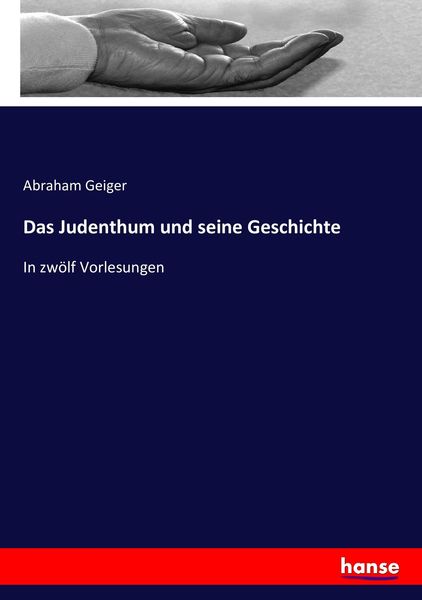 Abraham Geiger
Das Judenthum und seine Geschichte
In zwölf Vorlesungen
hanse